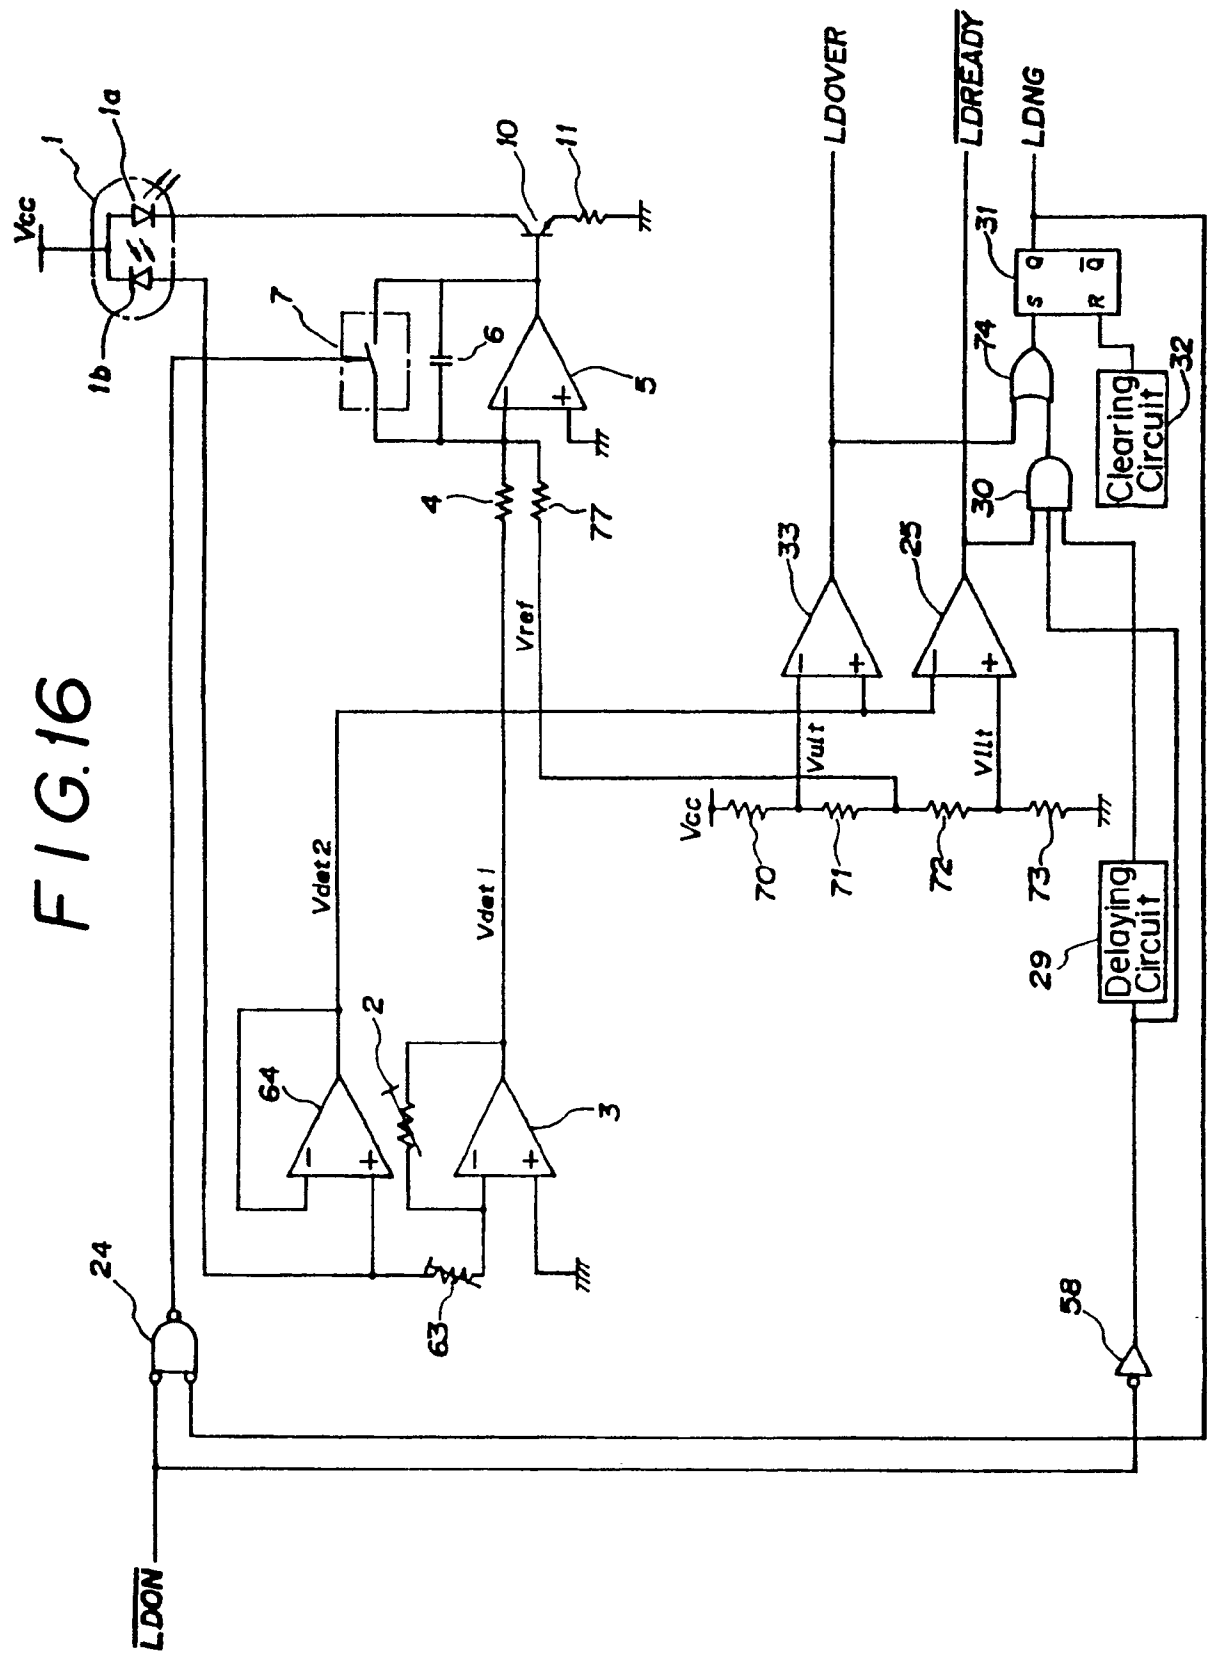 FIG.16
Vcc
1
1a
1b
7
10
11
6
5
4
77
Vref
Vdet2
Vdet1
2
64
3
63
24
LDON
LDOVER
LDREADY
LDNG
33
25
Vult
Vllt
Vcc
70
71
72
73
31
S
Q
R
Q
74
30
Clearing
Circuit
32
29
Delaying
Circuit
58